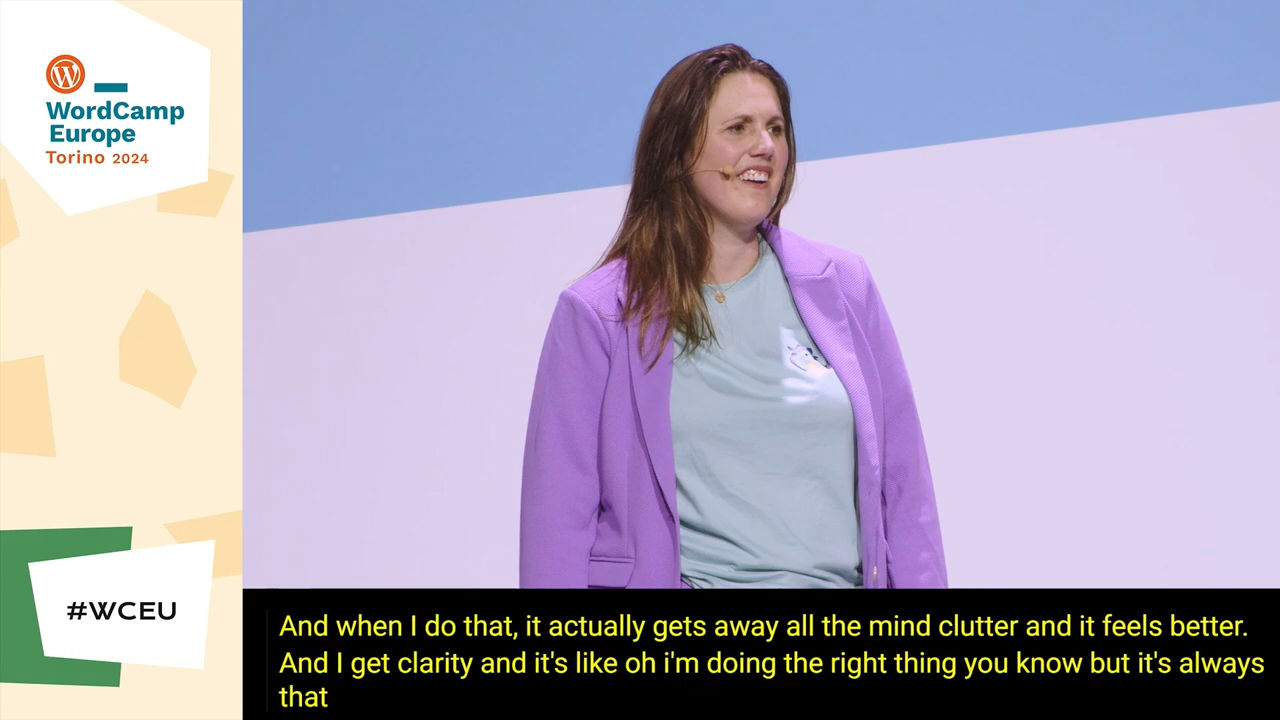 WordCamp
Europe
Torino 2024
#WCEU
And when I do that, it actually gets away all the mind clutter and it feels better.
And I get clarity and it's like oh i'm doing the right thing you know but it's always
that